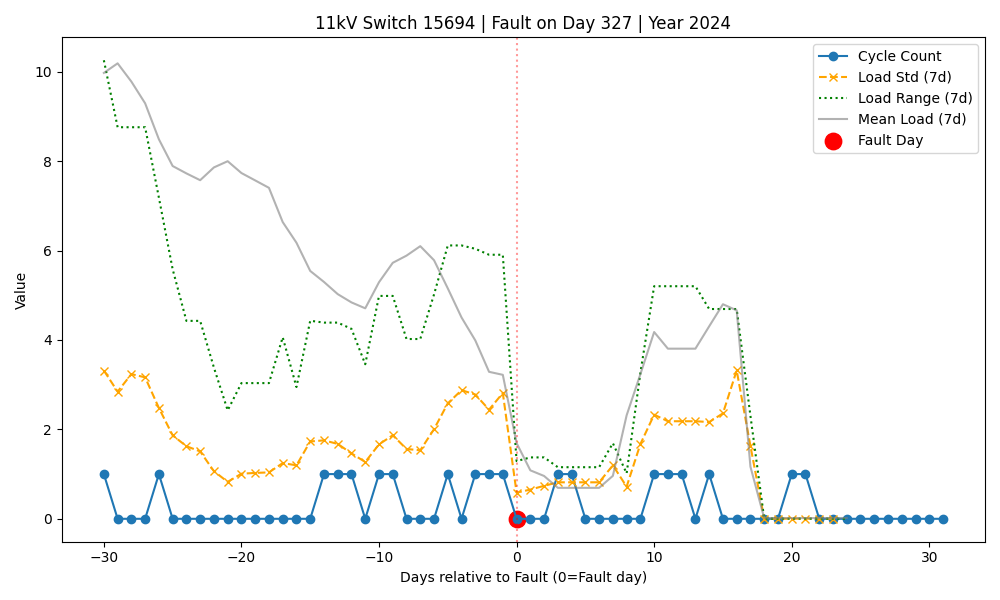 11kV Switch 15694 | Fault on Day 327 | Year 2024
Cycle Count
Load Std (7d)
Load Range (7d)
Mean Load (7d)
Fault Day
Value
10
8
6
4
2
0
−30
−20
−10
0
10
20
30
Days relative to Fault (0=Fault day)